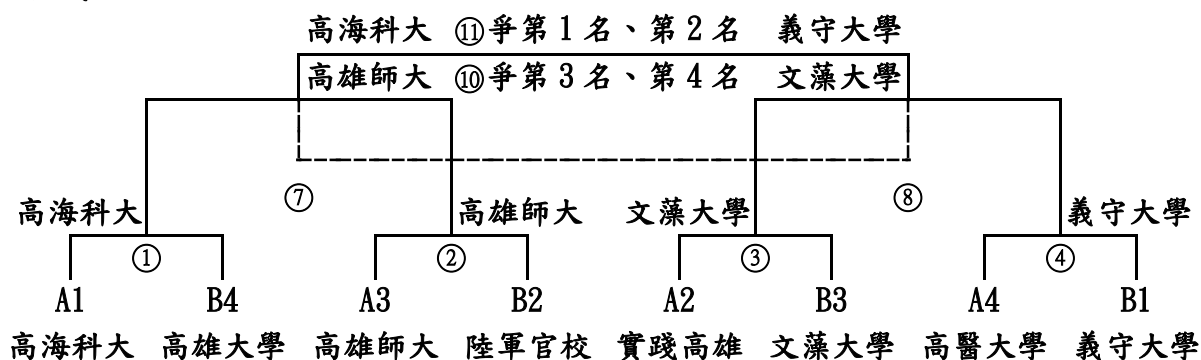 高海科大 ⑪爭第1名、第2名 義守大學
高雄師大 ⑩爭第3名、第4名 文藻大學
⑦ ⑧
高海科大 高雄師大 文藻大學 義守大學
① ② ③ ④
A1 B4 A3 B2 A2 B3 A4 B1
高海科大 高雄大學 高雄師大 陸軍官校 實踐高雄 文藻大學 高醫大學 義守大學